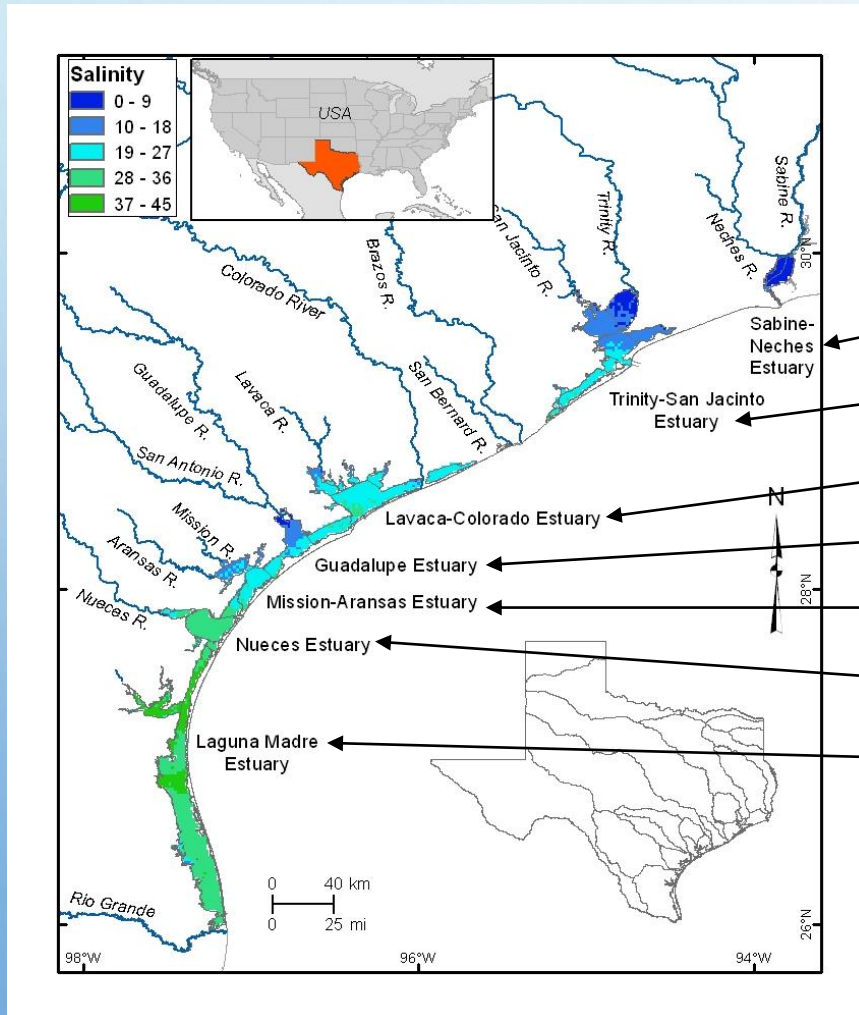 Salinity
0 - 9
10 - 18
19 - 27
28 - 36
37 - 45
USA
Sabine R.
Neches R.
Trinity R.
San Jacinto R.
Brazos R.
Colorado River
San Bernard R.
Lavaca R.
Guadalupe R.
San Antonio R.
Mission R.
Aransas R.
Nueces R.
Rio Grande
Sabine-
Neches
Estuary
Trinity-San Jacinto
Estuary
Lavaca-Colorado Estuary
Guadalupe Estuary
Mission-Aransas Estuary
Nueces Estuary
Laguna Madre
Estuary
N
30°N
28°N
26°N
0 40 km
0 25 mi
98°W
96°W
94°W